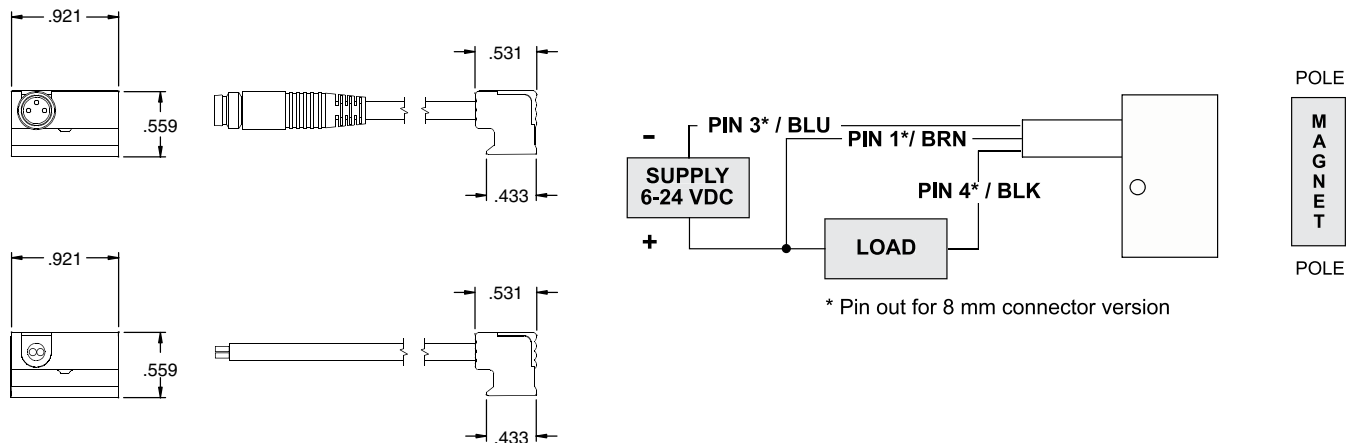 .921
.559
.531
.433
.921
.559
.531
.433
POLE
MAGNET
POLE
-
PIN 3* / BLU
PIN 1*/ BRN
SUPPLY
6-24 VDC
PIN 4* / BLK
+
LOAD
* Pin out for 8 mm connector version